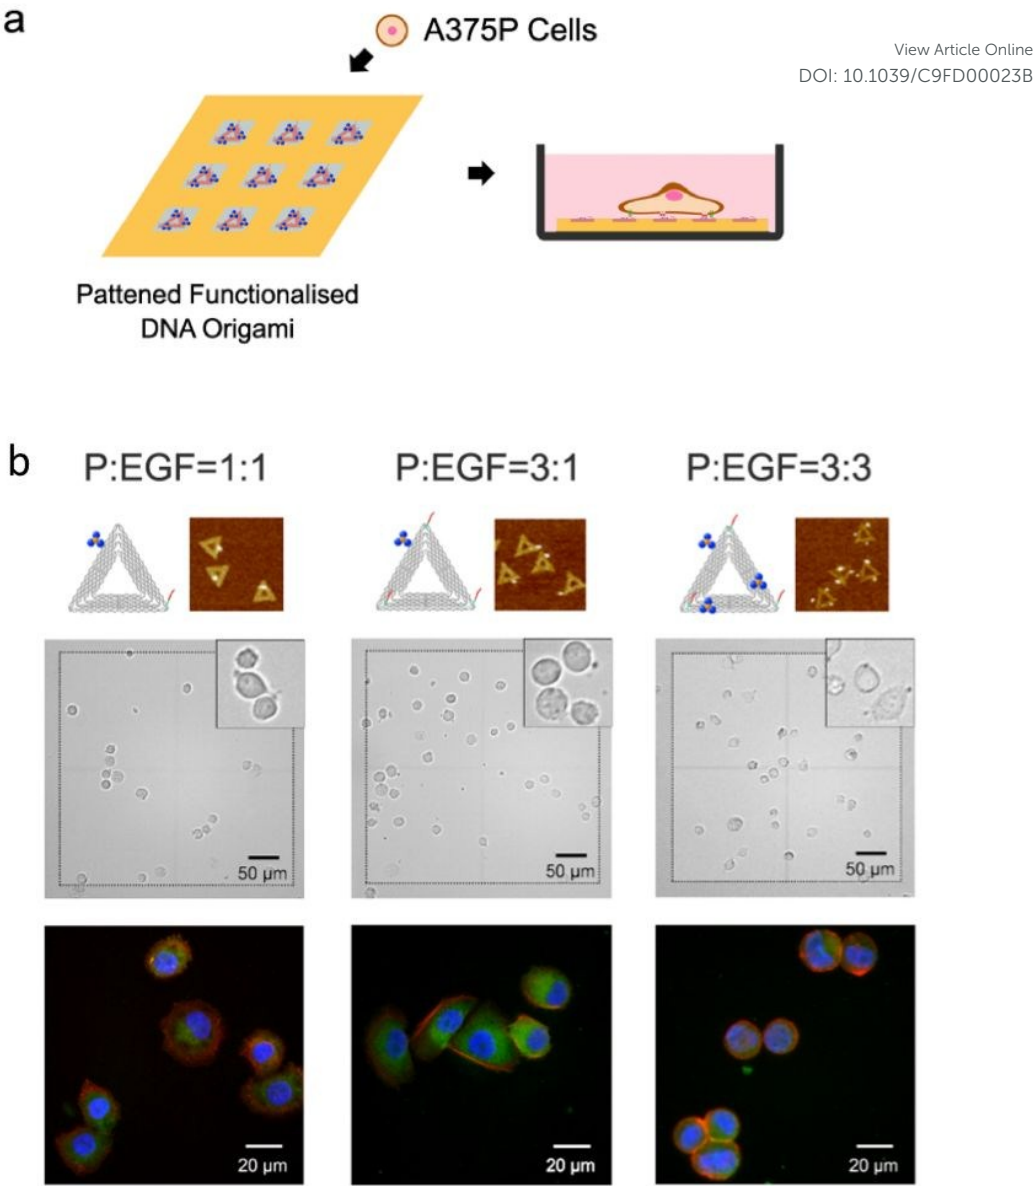 a
A375P Cells
View Article Online
DOI: 10.1039/C9FD00023B
Pattened Functionalised
DNA Origami
b
P:EGF=1:1
P:EGF=3:1
P:EGF=3:3
50 µm
50 µm
50 µm
20 µm
20 µm
20 µm